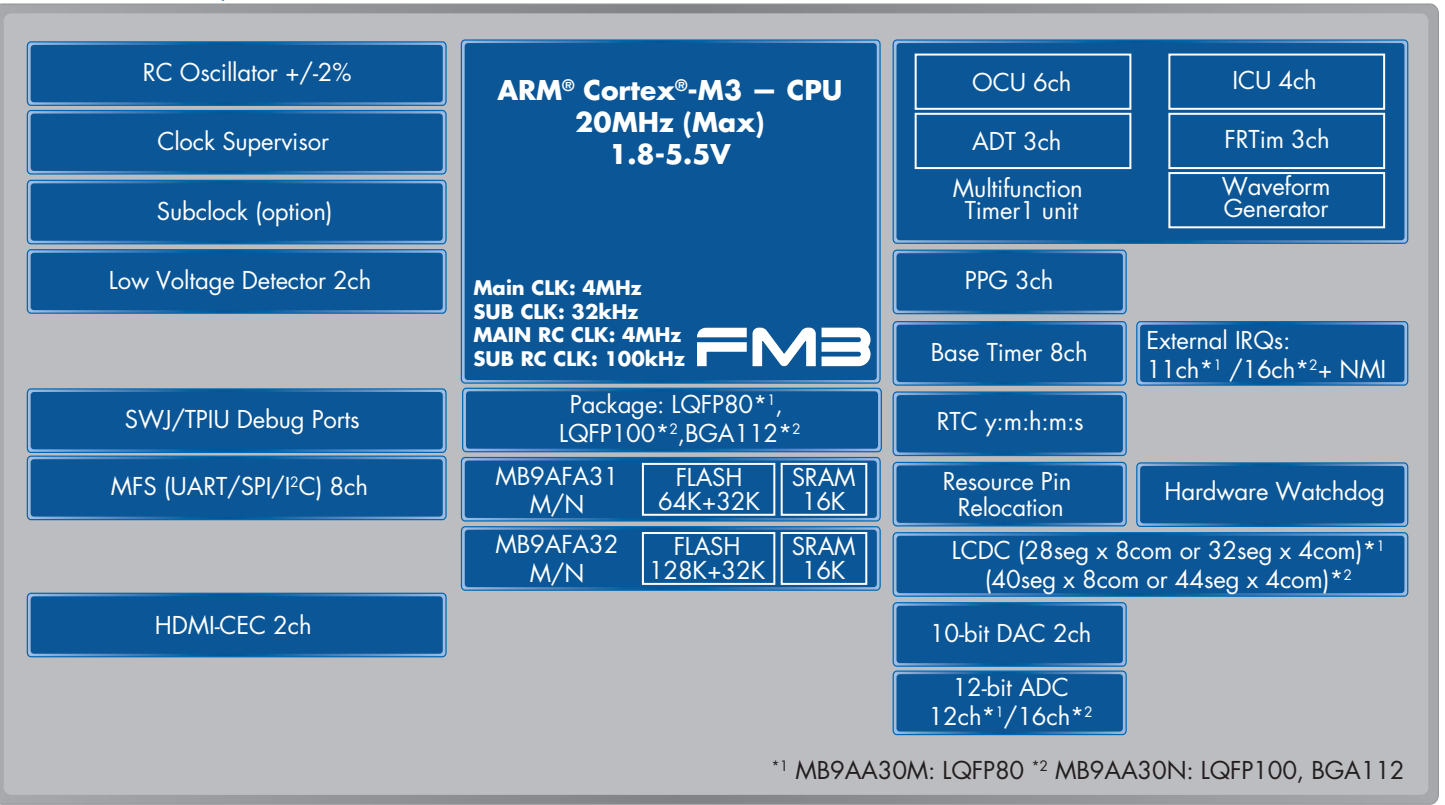 RC Oscillator +/-2%
Clock Supervisor
Subclock (option)
Low Voltage Detector 2ch
SWJ/TPIU Debug Ports
MFS (UART/SPI/I²C) 8ch
HDMI-CEC 2ch
ARM® Cortex®-M3 – CPU
20MHz (Max)
1.8-5.5V
Main CLK: 4MHz
SUB CLK: 32kHz
MAIN RC CLK: 4MHz
SUB RC CLK: 100kHz
FM3
Package: LQFP80*¹,
LQFP100*²,BGA112*²
MB9AFA31
M/N
FLASH
64K+32K
SRAM
16K
MB9AFA32
M/N
FLASH
128K+32K
SRAM
16K
OCU 6ch
ICU 4ch
ADT 3ch
FRTim 3ch
Multifunction
Timer1 unit
Waveform
Generator
PPG 3ch
Base Timer 8ch
External IRQs:
11ch*¹ /16ch*²+ NMI
RTC y:m:h:m:s
Resource Pin
Relocation
Hardware Watchdog
LCDC (28seg x 8com or 32seg x 4com)*¹
(40seg x 8com or 44seg x 4com)*²
10-bit DAC 2ch
12-bit ADC
12ch*¹/16ch*²
*¹ MB9AA30M: LQFP80 *² MB9AA30N: LQFP100, BGA112